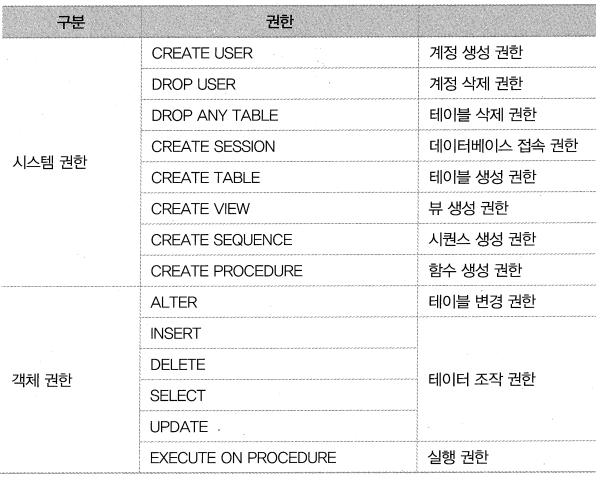 구분 권한
CREATE USER 계정 생성 권한
DROP USER 계정 삭제 권한
DROP ANY TABLE 테이블 삭제 권한
시스템 권한 CREATE SESSION 데이터베이스 접속 권한
CREATE TABLE 테이블 생성 권한
CREATE VIEW 뷰 생성 권한
CREATE SEQUENCE 시퀀스 생성 권한
CREATE PROCEDURE 함수 생성 권한
ALTER 테이블 변경 권한
INSERT
DELETE
객체 권한 테이터 조작 권한
SELECT
UPDATE
EXECUTE ON PROCEDURE 실행 권한